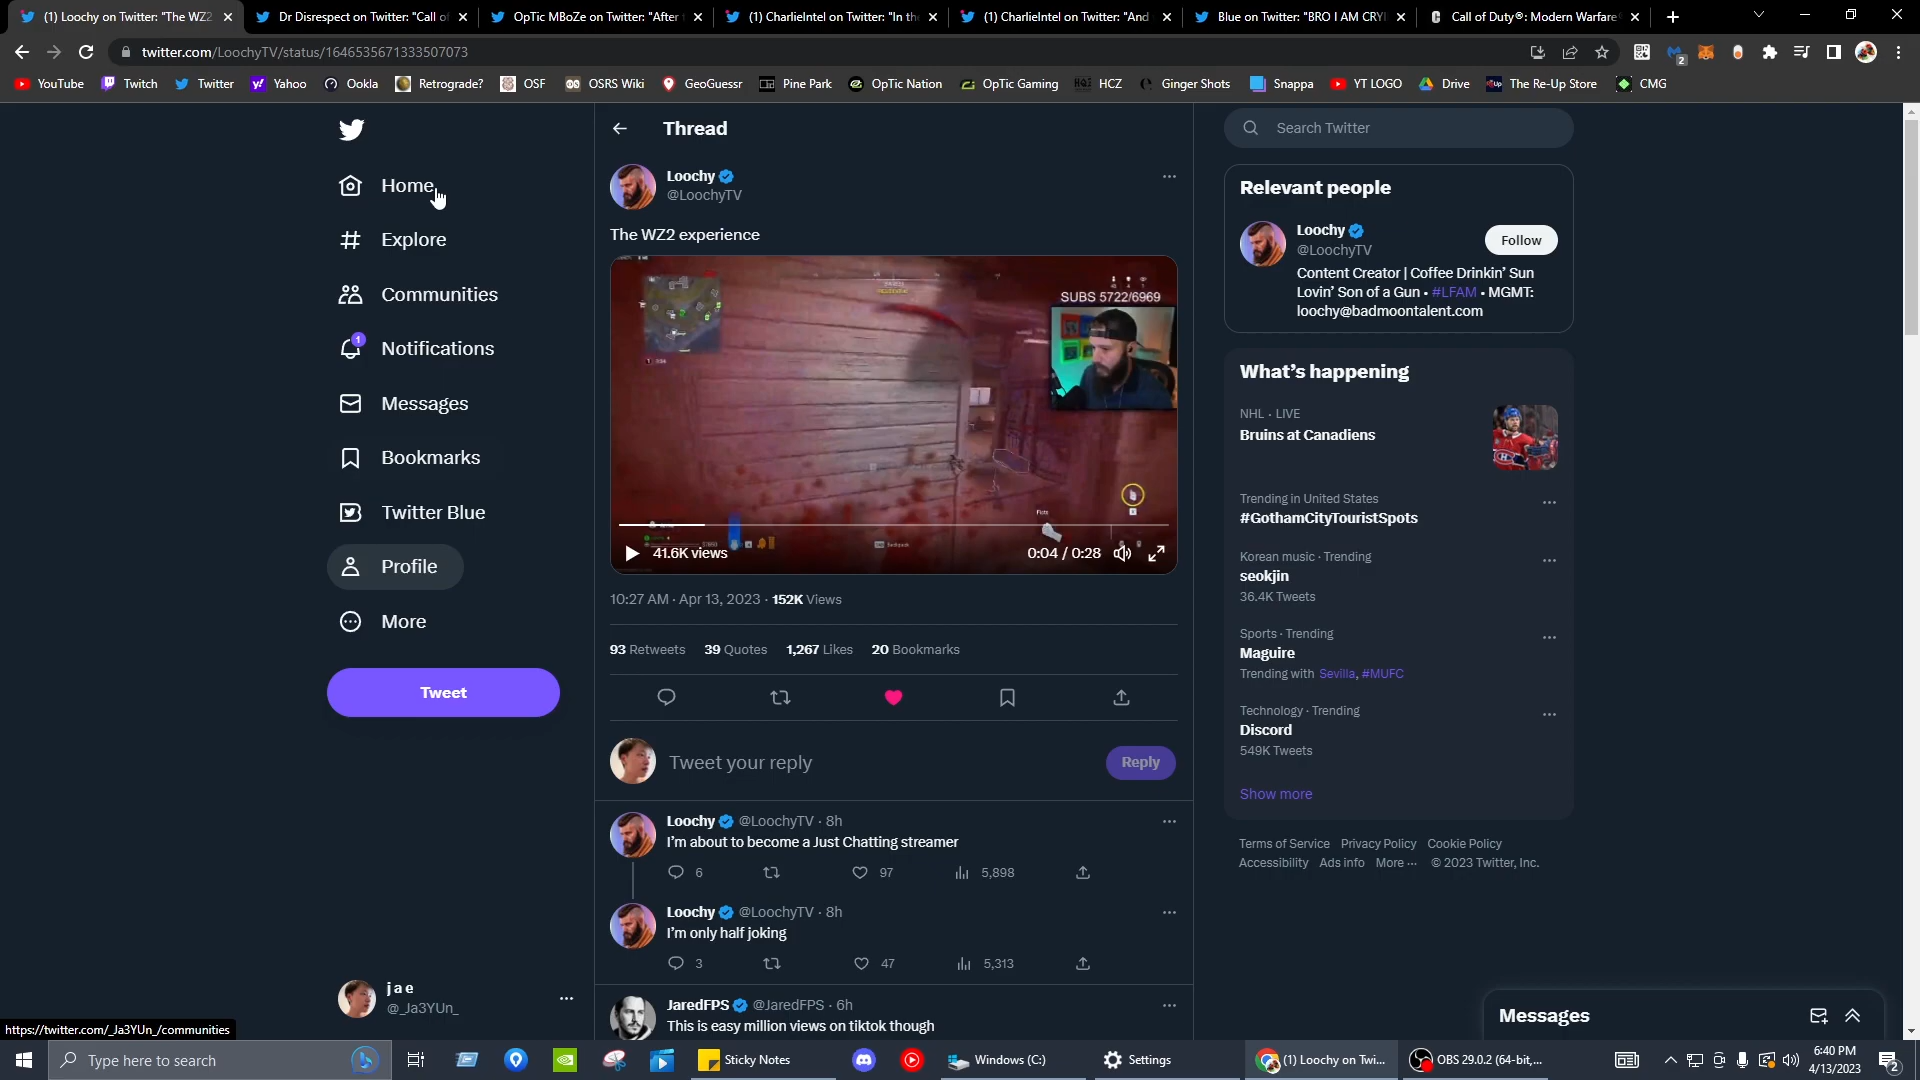 (1) Loochy on Twitter: "The WZ2
Dr Disrespect on Twitter: "Call of
OpTic MBoZe on Twitter: "After
(1) CharlieIntel on Twitter: "In the
(1) CharlieIntel on Twitter: "And
Blue on Twitter: "BRO I AM CRYI
Call of Duty®: Modern Warfare
twitter.com/LoochyTV/status/1646535671333507073
2
YouTube
Twitch
Twitter
Yahoo
Ookla
Retrograde?
OSF
OSRS Wiki
GeoGuessr
Pine Park
OpTic Nation
OpTic Gaming
HCZ
Ginger Shots
Snappa
YT LOGO
Drive
The Re-Up Store
CMG
Home
Explore
Communities
1
Notifications
Messages
Bookmarks
Twitter Blue
Profile
More
Tweet
jae
@_Ja3YUn_
https://twitter.com/_Ja3YUn_/communities
Thread
Loochy
@LoochyTV
The WZ2 experience
SUBS 5722/6969
41.6K views
0:04 / 0:28
10:27 AM · Apr 13, 2023 · 152K Views
93 Retweets 39 Quotes 1,267 Likes 20 Bookmarks
Tweet your reply
Reply
Loochy @LoochyTV · 8h
I'm about to become a Just Chatting streamer
6 97 5,898
Loochy @LoochyTV · 8h
I'm only half joking
3 47 5,313
JaredFPS @JaredFPS · 6h
This is easy million views on tiktok though
Search Twitter
Relevant people
Loochy
@LoochyTV
Follow
Content Creator | Coffee Drinkin' Sun
Lovin' Son of a Gun • #LFAM • MGMT:
loochy@badmoontalent.com
What's happening
NHL · LIVE
Bruins at Canadiens
Trending in United States
#GothamCityTouristSpots
Korean music · Trending
seokjin
36.4K Tweets
Sports · Trending
Maguire
Trending with Sevilla, #MUFC
Technology · Trending
Discord
549K Tweets
Show more
Terms of Service Privacy Policy Cookie Policy
Accessibility Ads info More ··· © 2023 Twitter, Inc.
Messages
Type here to search
Sticky Notes
Windows (C:)
Settings
(1) Loochy on Twi...
OBS 29.0.2 (64-bit,...
6:40 PM
4/13/2023
2